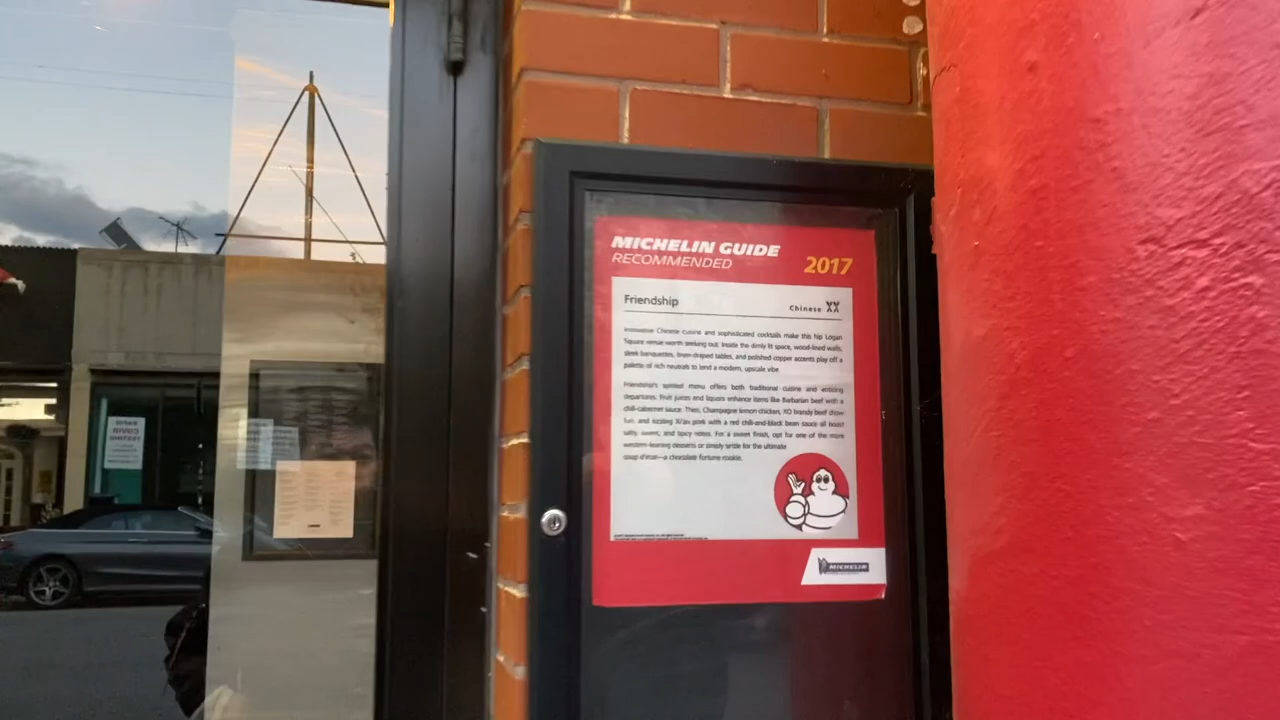 MICHELIN GUIDE
RECOMMENDED
2017
Friendship
Chinese XX
Innovative Chinese cuisine and sophisticated cocktails make this hip Logan
Square venue worth seeking out. Inside the dimly lit space, wood-lined walls,
sleek banquettes, linen-draped tables, and polished copper accents play off a
palette of rich neutrals to lend a modern, upscale vibe.
Friendship's spirited menu offers both traditional cuisine and enticing
departures. Fruit juices and liquors enhance items like Barbarian beef with a
chili-cabernet sauce. Then, Champagne lemon chicken, XO brandy beef chow
fun, and sizzling Xi'an pork with a red chili-and-black bean sauce all boast
salty, sweet, and spicy notes. For a sweet finish, opt for one of the more
western-leaning desserts or simply settle for the ultimate
coup d'état—a chocolate fortune cookie.
MICHELIN